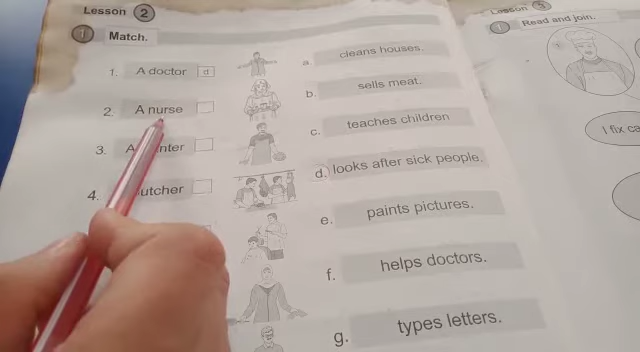 Lesson 2
1 Match.
1. A doctor d
a. cleans houses.
2. A nurse
b. sells meat.
3. A nter
c. teaches children
4. utcher
d. looks after sick people.
e. paints pictures.
f. helps doctors.
g. types letters.
Lesson 3
1 Read and join.
I fix ca